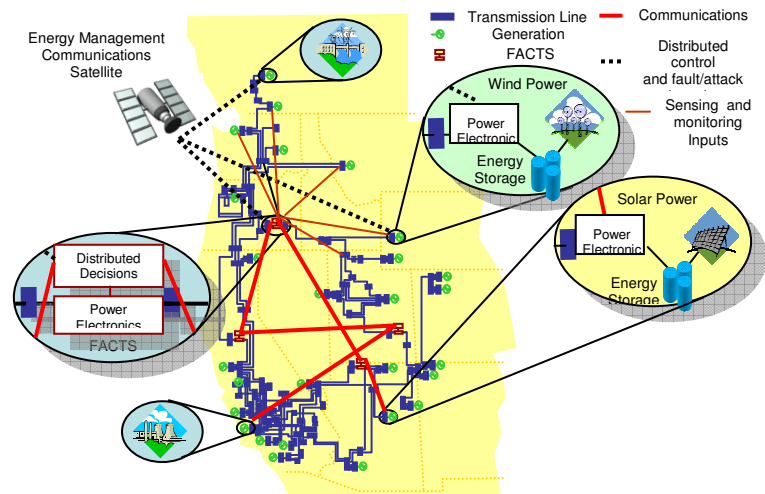 Energy Management
Communications
Satellite
Transmission Line
Generation
FACTS
Communications
Distributed
control
and fault/attack
Sensing and
monitoring
Inputs
Wind Power
Power
Electronic
Energy
Storage
Solar Power
Power
Electronic
Energy
Storage
Distributed
Decisions
Power
Electronics
FACTS